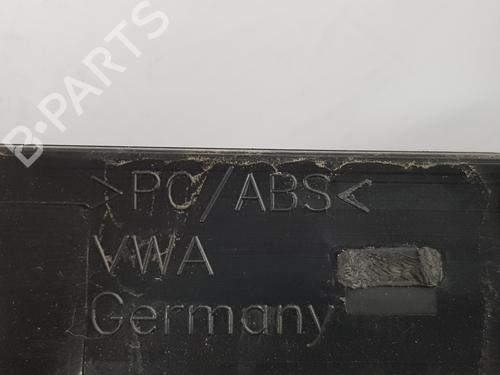 B-PARTS
>PC/ABS<
VWA
Germany